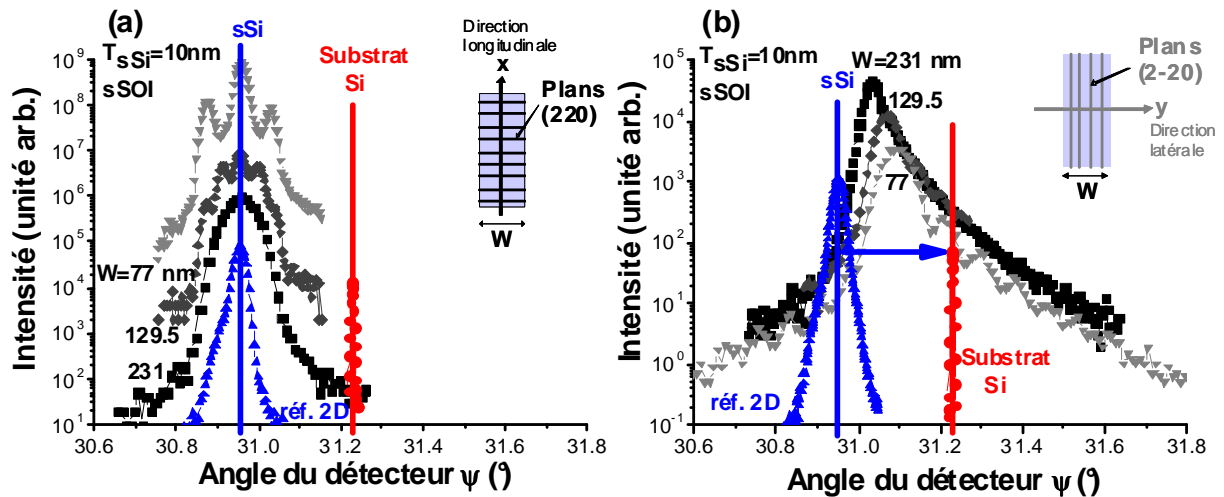 (a)
sSi
T_sSi=10nm
sSOI
Substrat
Si
Direction
longitudinale
x
Plans
(220)
W
W=77 nm
129.5
231
réf. 2D
Intensité (unité arb.)
10^9
10^8
10^7
10^6
10^5
10^4
10^3
10^2
10^1
30.6 30.8 31.0 31.2 31.4 31.6 31.8
Angle du détecteur ψ (°)
(b)
T_sSi=10nm
sSOI
sSi
W=231 nm
129.5
77
Plans
(2-20)
y
Direction
latérale
W
réf. 2D
Substrat
Si
Intensité (unité arb.)
10^5
10^4
10^3
10^2
10^1
10^0
10^-1
30.6 30.8 31.0 31.2 31.4 31.6 31.8
Angle du détecteur ψ (°)